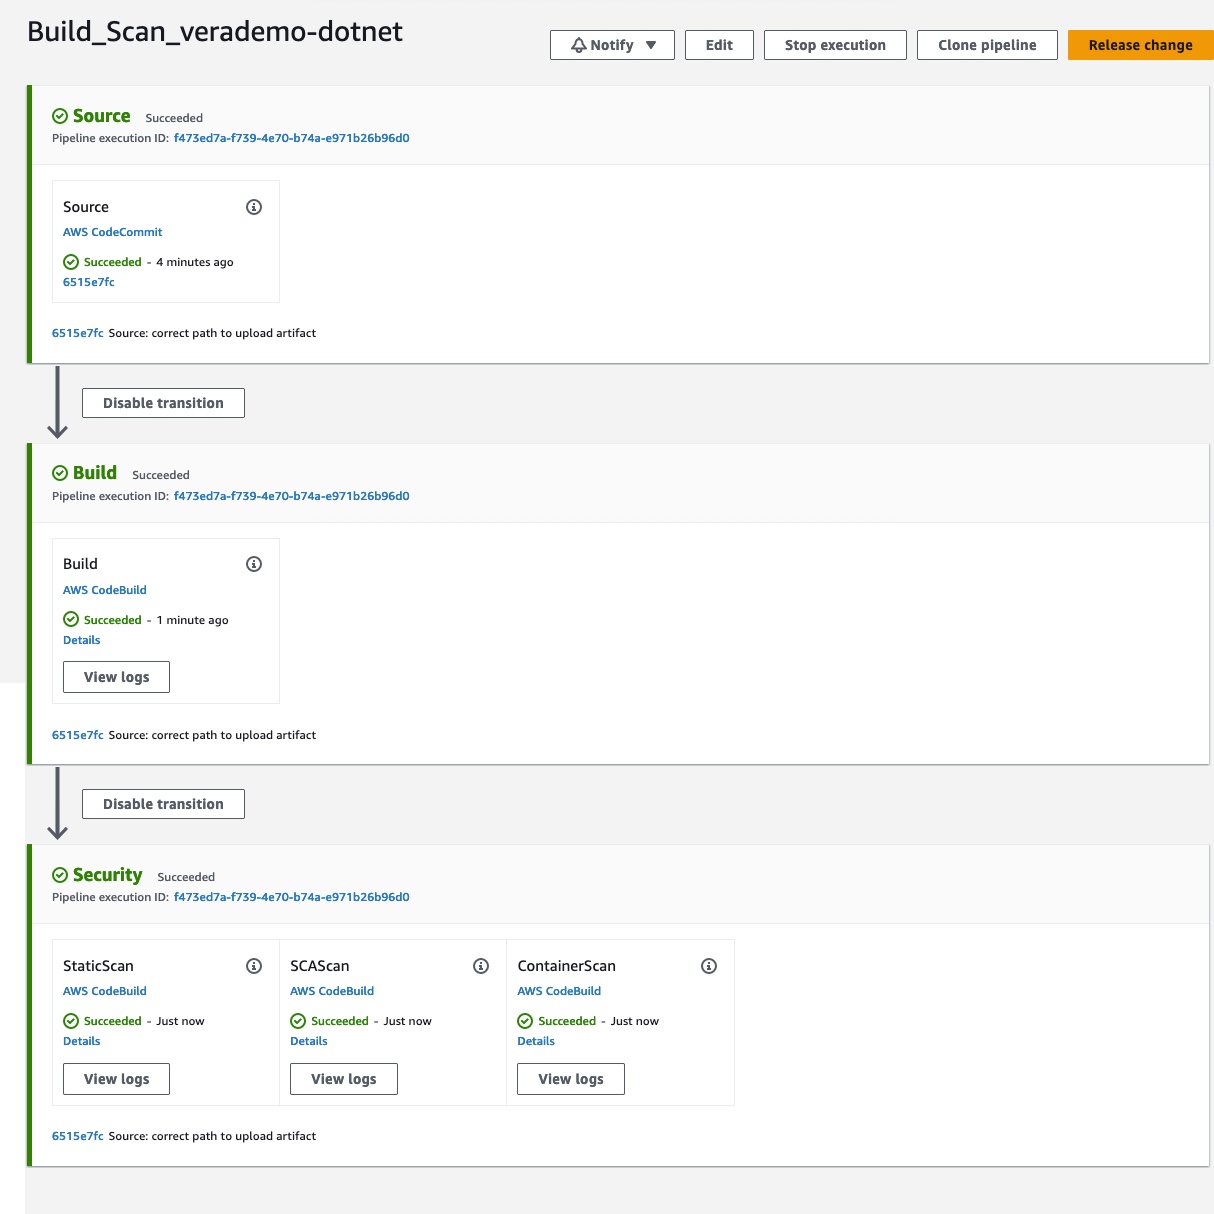 Build_Scan_verademo-dotnet
Notify
Edit
Stop execution
Clone pipeline
Release change
Source Succeeded
Pipeline execution ID: f473ed7a-f739-4e70-b74a-e971b26b96d0
Source
AWS CodeCommit
Succeeded - 4 minutes ago
6515e7fc
6515e7fc Source: correct path to upload artifact
Disable transition
Build Succeeded
Pipeline execution ID: f473ed7a-f739-4e70-b74a-e971b26b96d0
Build
AWS CodeBuild
Succeeded - 1 minute ago
Details
View logs
6515e7fc Source: correct path to upload artifact
Disable transition
Security Succeeded
Pipeline execution ID: f473ed7a-f739-4e70-b74a-e971b26b96d0
StaticScan
AWS CodeBuild
Succeeded - Just now
Details
View logs
SCAScan
AWS CodeBuild
Succeeded - Just now
Details
View logs
ContainerScan
AWS CodeBuild
Succeeded - Just now
Details
View logs
6515e7fc Source: correct path to upload artifact